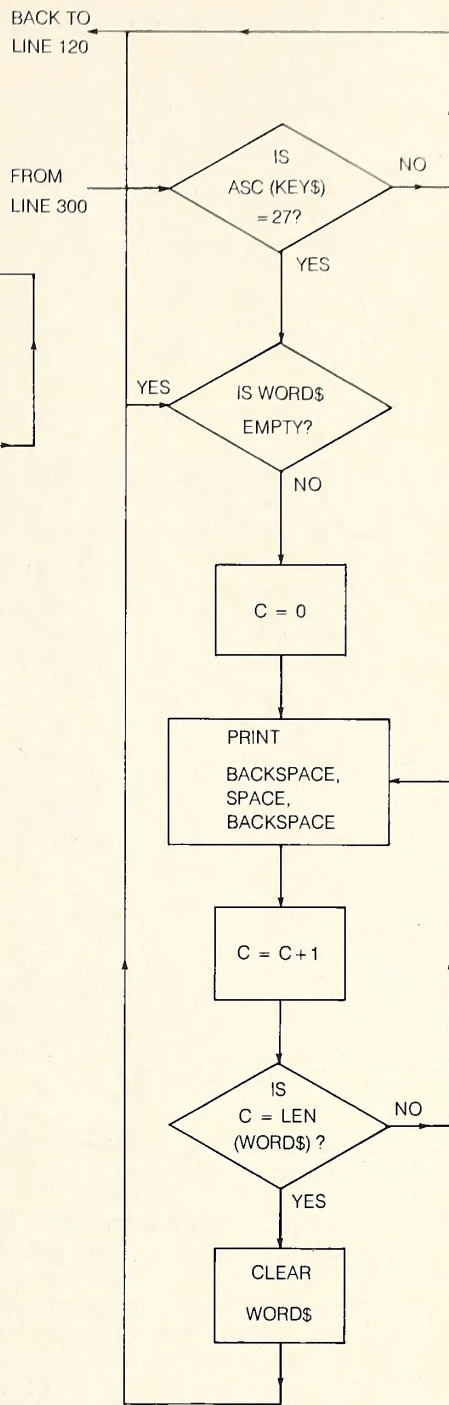 BACK TO
LINE 120
IS
ASC (KEY$)
= 27?
NO
FROM
LINE 300
YES
YES
IS WORD$
EMPTY?
NO
C = 0
PRINT
BACKSPACE,
SPACE,
BACKSPACE
C = C+1
IS
C = LEN
(WORD$) ?
NO
YES
CLEAR
WORD$